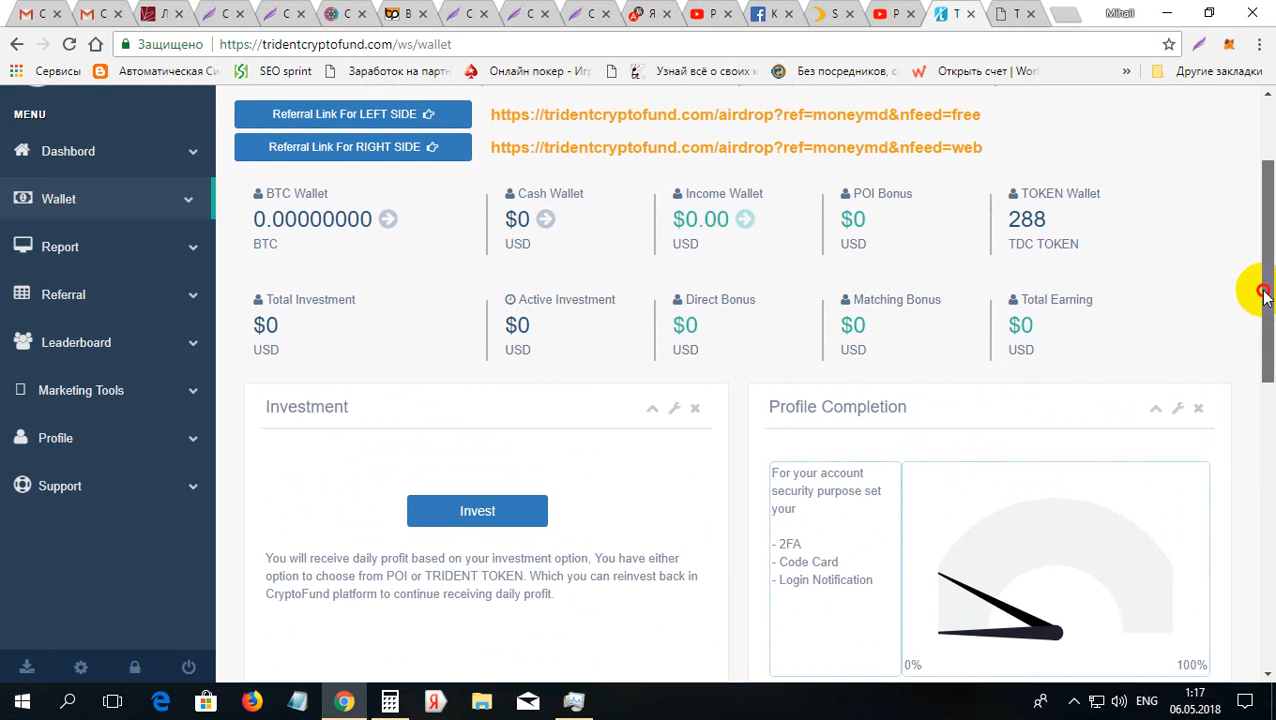 С
С
Л
С
С
С
B
С
С
С
Я
Р
К
S
Р
Т
Т
Mihail
Защищено
https://tridentcryptofund.com/ws/wallet
Сервисы
Автоматическая Си
SEO sprint
Заработок на партн
Онлайн покер - Игр
Узнай всё о своих к
Без посредников, с
Открыть счет | Worl
»
Другие закладки
MENU
Dashbord
Wallet
Report
Referral
Leaderboard
Marketing Tools
Profile
Support
Referral Link For LEFT SIDE
https://tridentcryptofund.com/airdrop?ref=moneymd&nfeed=free
Referral Link For RIGHT SIDE
https://tridentcryptofund.com/airdrop?ref=moneymd&nfeed=web
BTC Wallet
0.00000000
BTC
Cash Wallet
$0
USD
Income Wallet
$0.00
USD
POI Bonus
$0
USD
TOKEN Wallet
288
TDC TOKEN
Total Investment
$0
USD
Active Investment
$0
USD
Direct Bonus
$0
USD
Matching Bonus
$0
USD
Total Earning
$0
USD
Investment
Invest
You will receive daily profit based on your investment option, You have either
option to choose from POI or TRIDENT TOKEN. Which you can reinvest back in
CryptoFund platform to continue receiving daily profit.
Profile Completion
For your account
security purpose set
your
- 2FA
- Code Card
- Login Notification
0%
100%
ENG
1:17
06.05.2018